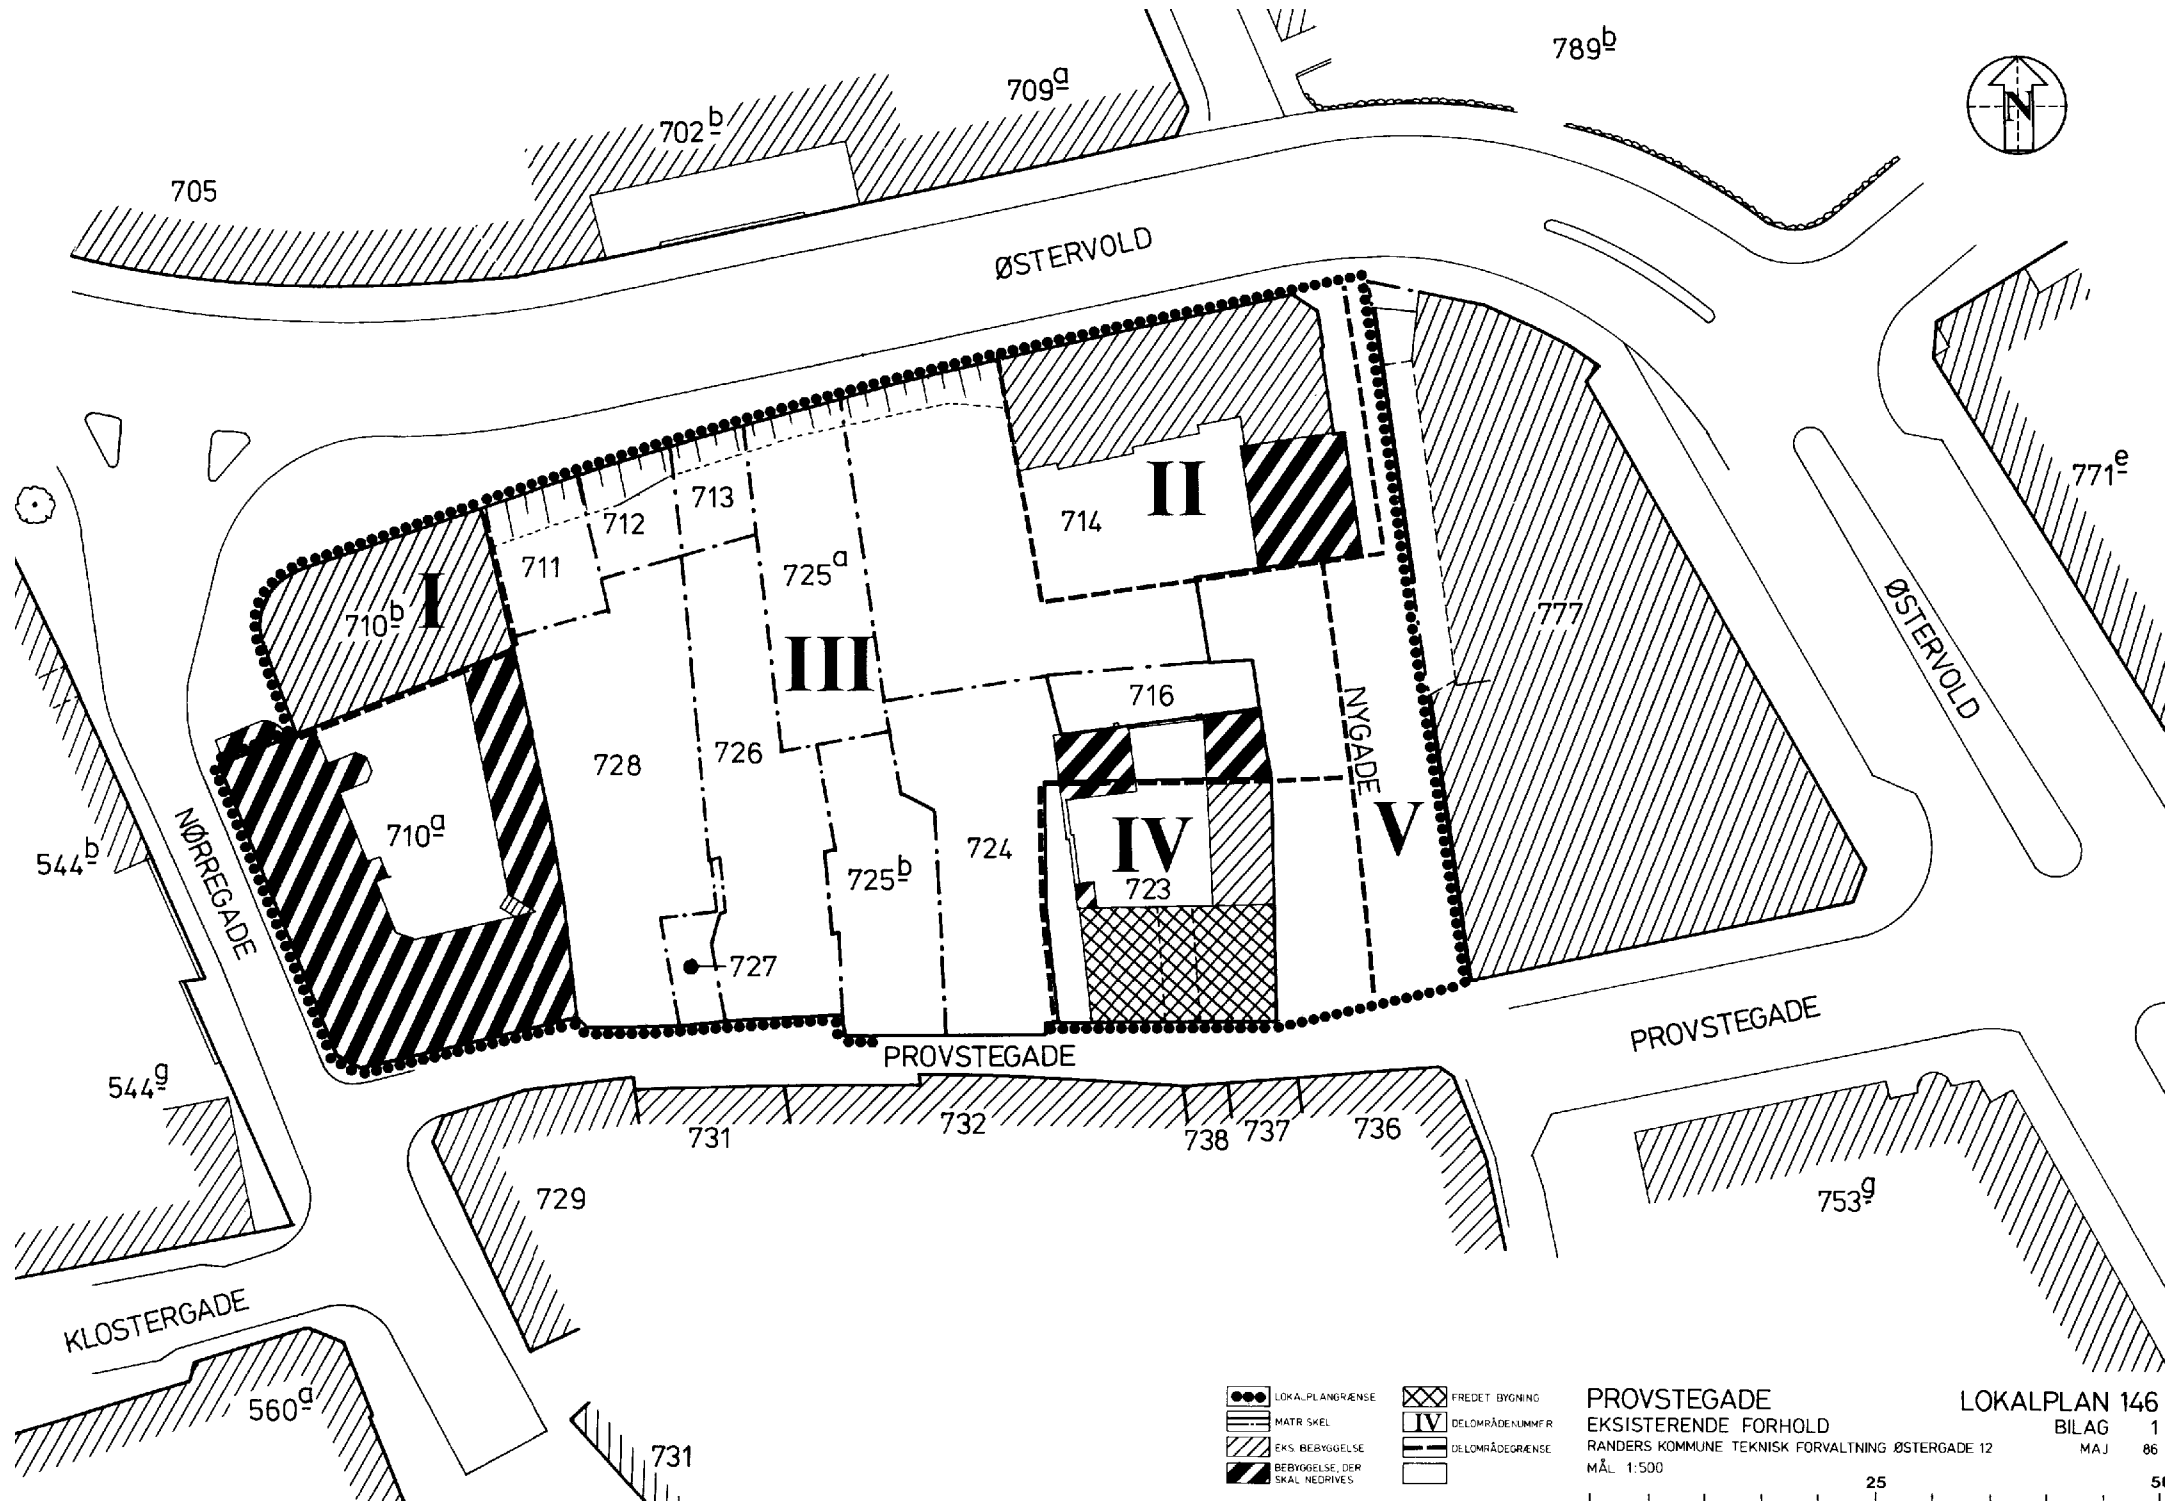 789b
709a
N
702b
705
ØSTERVOLD
771e
II
713
712
714
711
725a
I
710b
777
ØSTERVOLD
III
716
NYGADE
728
726
710a
V
IV
NØRREGADE
724
544b
725b
723
727
PROVSTEGADE
PROVSTEGADE
544g
731
732
738
737
736
729
753g
KLOSTERGADE
560a
731
LOKALPLANGRÆNSE
MATR SKEL
EKS. BEBYGGELSE
BEBYGGELSE, DER
SKAL NEDRIVES
FREDET BYGNING
IV DELOMRÅDENUMMER
DELOMRÅDEGRÆNSE
PROVSTEGADE
EKSISTERENDE FORHOLD
RANDERS KOMMUNE TEKNISK FORVALTNING ØSTERGADE 12
MÅL 1:500
LOKALPLAN 146
BILAG 1
MAJ 86
25